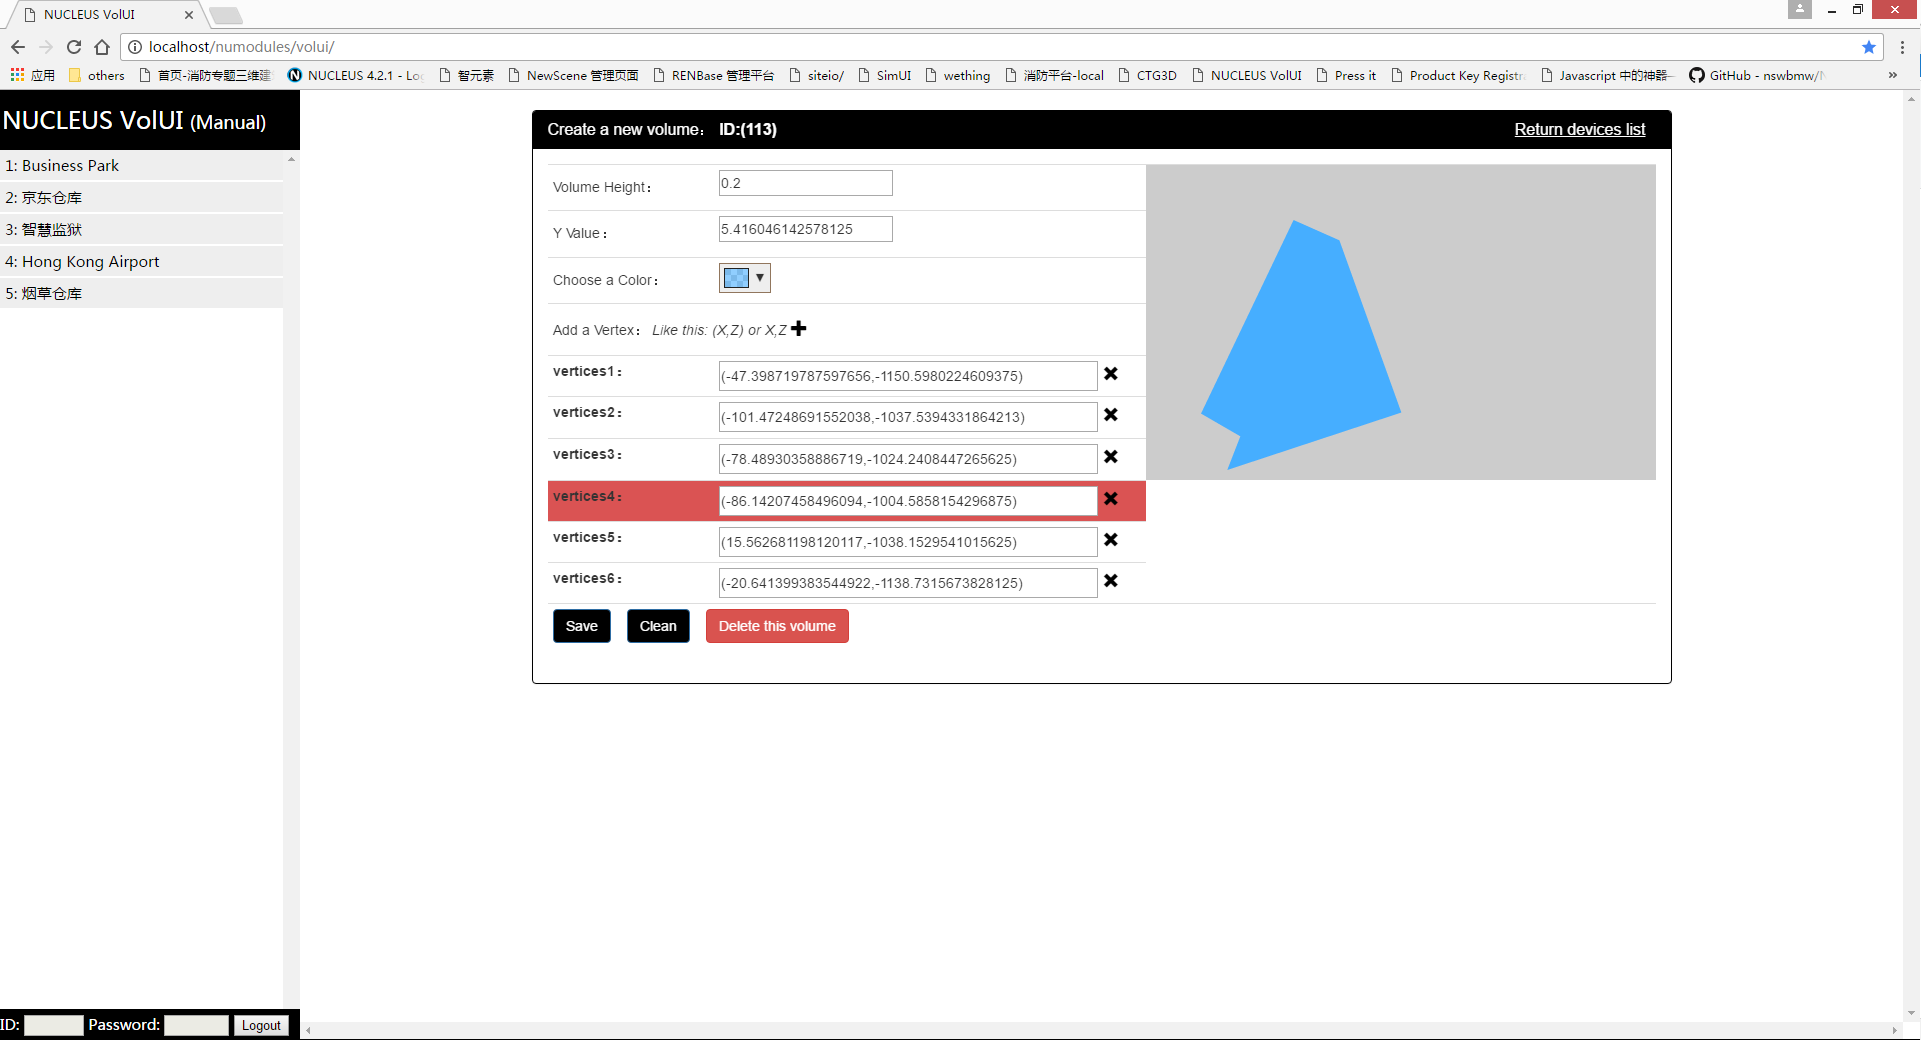 NUCLEUS VolUI
localhost/numodules/volui/
应用 others 首页-消防专题三维建 NUCLEUS 4.2.1 - Log 智元素 NewScene 管理页面 RENBase 管理平台 siteio/ SimUI wething 消防平台-local CTG3D NUCLEUS VolUI Press it Product Key Registra Javascript 中的神器— GitHub - nswbmw/N »
NUCLEUS VolUI (Manual)
1: Business Park
2: 京东仓库
3: 智慧监狱
4: Hong Kong Airport
5: 烟草仓库
Create a new volume： ID:(113) Return devices list
Volume Height： 0.2
Y Value： 5.416046142578125
Choose a Color：
Add a Vertex： Like this: (X,Z) or X,Z
vertices1： (-47.398719787597656,-1150.5980224609375)
vertices2： (-101.47248691552038,-1037.5394331864213)
vertices3： (-78.48930358886719,-1024.2408447265625)
vertices4： (-86.14207458496094,-1004.5858154296875)
vertices5： (15.562681198120117,-1038.1529541015625)
vertices6： (-20.641399383544922,-1138.7315673828125)
Save Clean Delete this volume
ID: Password: Logout